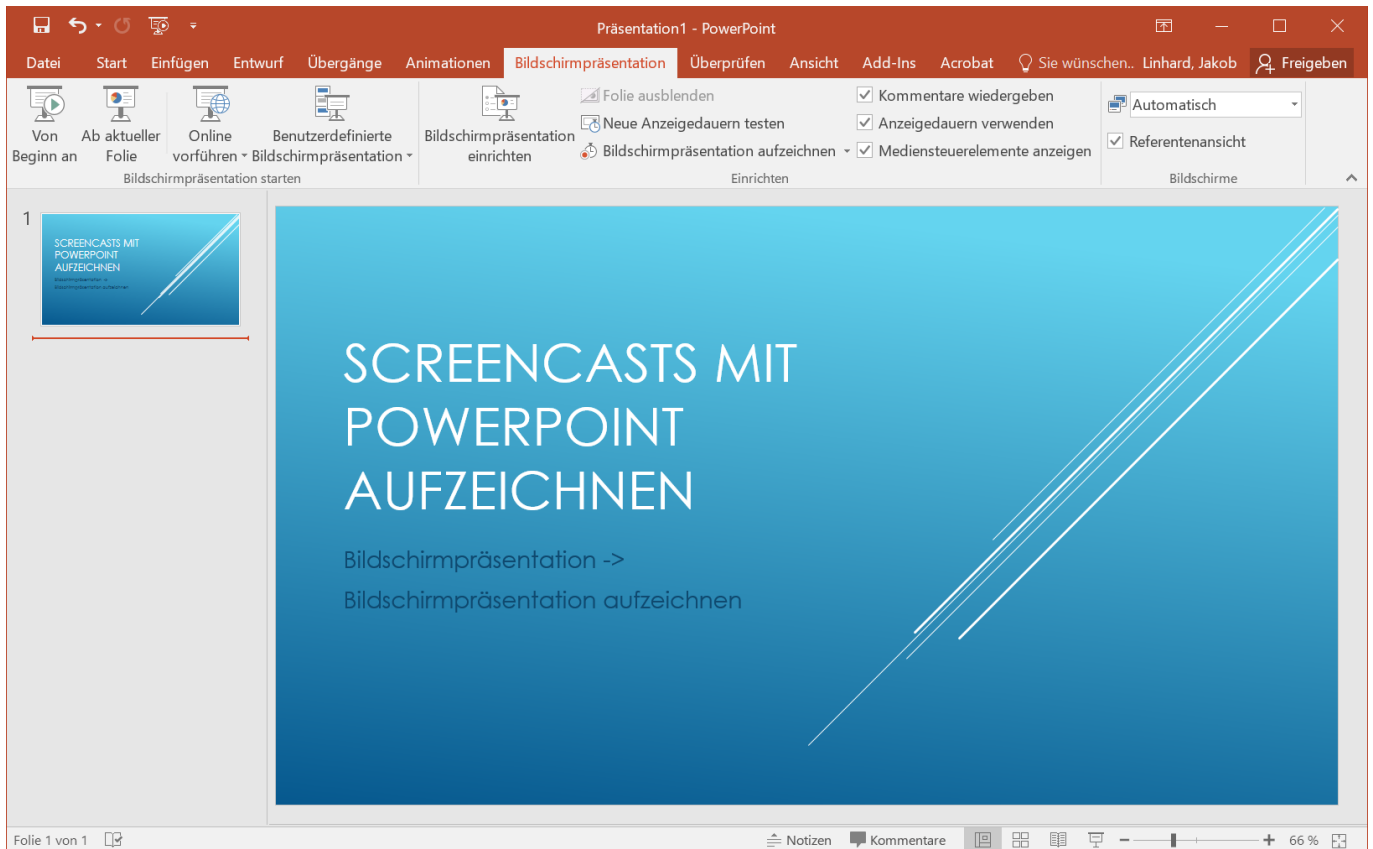 Präsentation1 - PowerPoint
Datei Start Einfügen Entwurf Übergänge Animationen Bildschirmpräsentation Überprüfen Ansicht Add-Ins Acrobat Sie wünschen.. Linhard, Jakob Freigeben
Von Beginn an
Ab aktueller Folie
Online vorführen
Benutzerdefinierte Bildschirmpräsentation
Bildschirmpräsentation starten
Bildschirmpräsentation einrichten
Folie ausblenden
Neue Anzeigedauern testen
Bildschirmpräsentation aufzeichnen
Kommentare wiedergeben
Anzeigedauern verwenden
Mediensteuerelemente anzeigen
Einrichten
Automatisch
Referentenansicht
Bildschirme
1
SCREENCASTS MIT
POWERPOINT
AUFZEICHNEN
Bildschirmpräsentation ->
Bildschirmpräsentation aufzeichnen
SCREENCASTS MIT
POWERPOINT
AUFZEICHNEN
Bildschirmpräsentation ->
Bildschirmpräsentation aufzeichnen
Folie 1 von 1 Notizen Kommentare 66 %